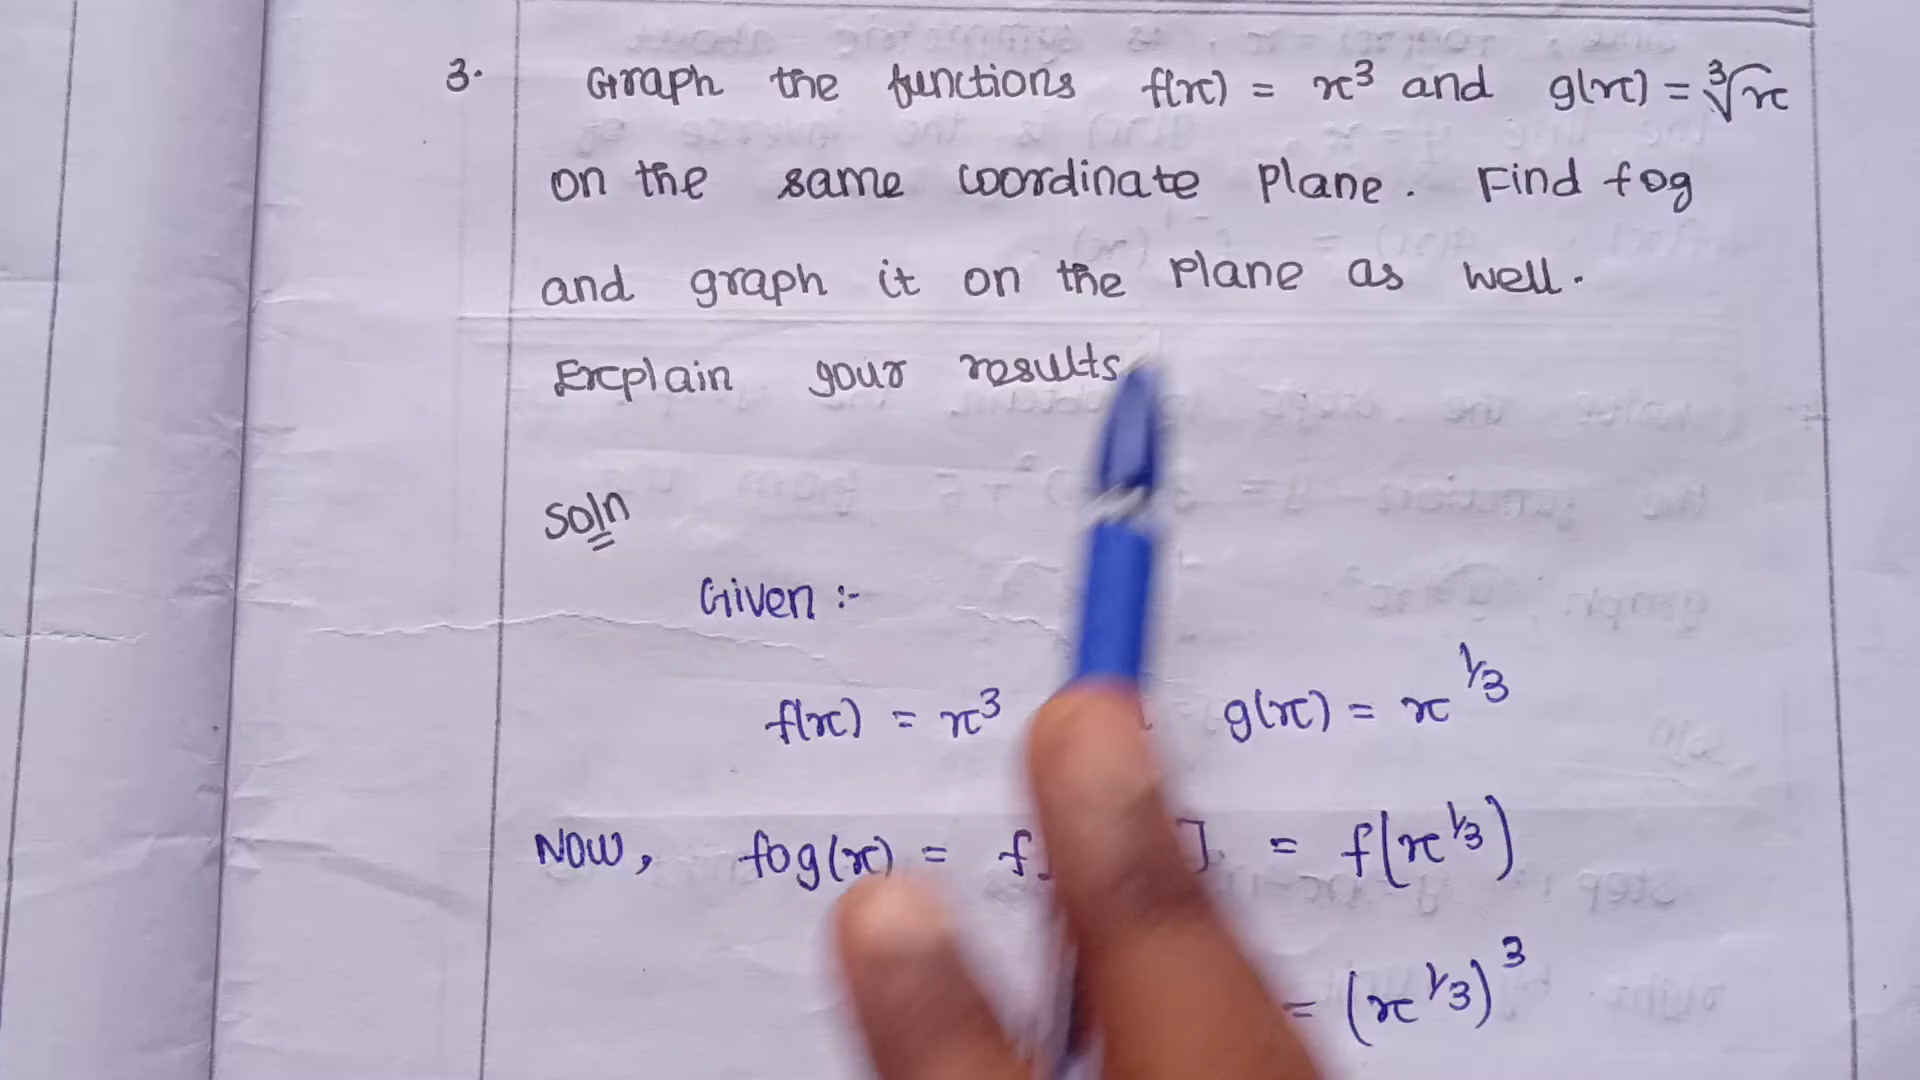 3. Graph the functions f(x) = x³ and g(x) = ∛x
on the same coordinate plane. Find fog
and graph it on the plane as well.
Explain your results
Soln
Given :-
f(x) = x³ g(x) = x^1/3
Now, fog(x) = f[ ] = f(x^1/3)
= (x^1/3)³